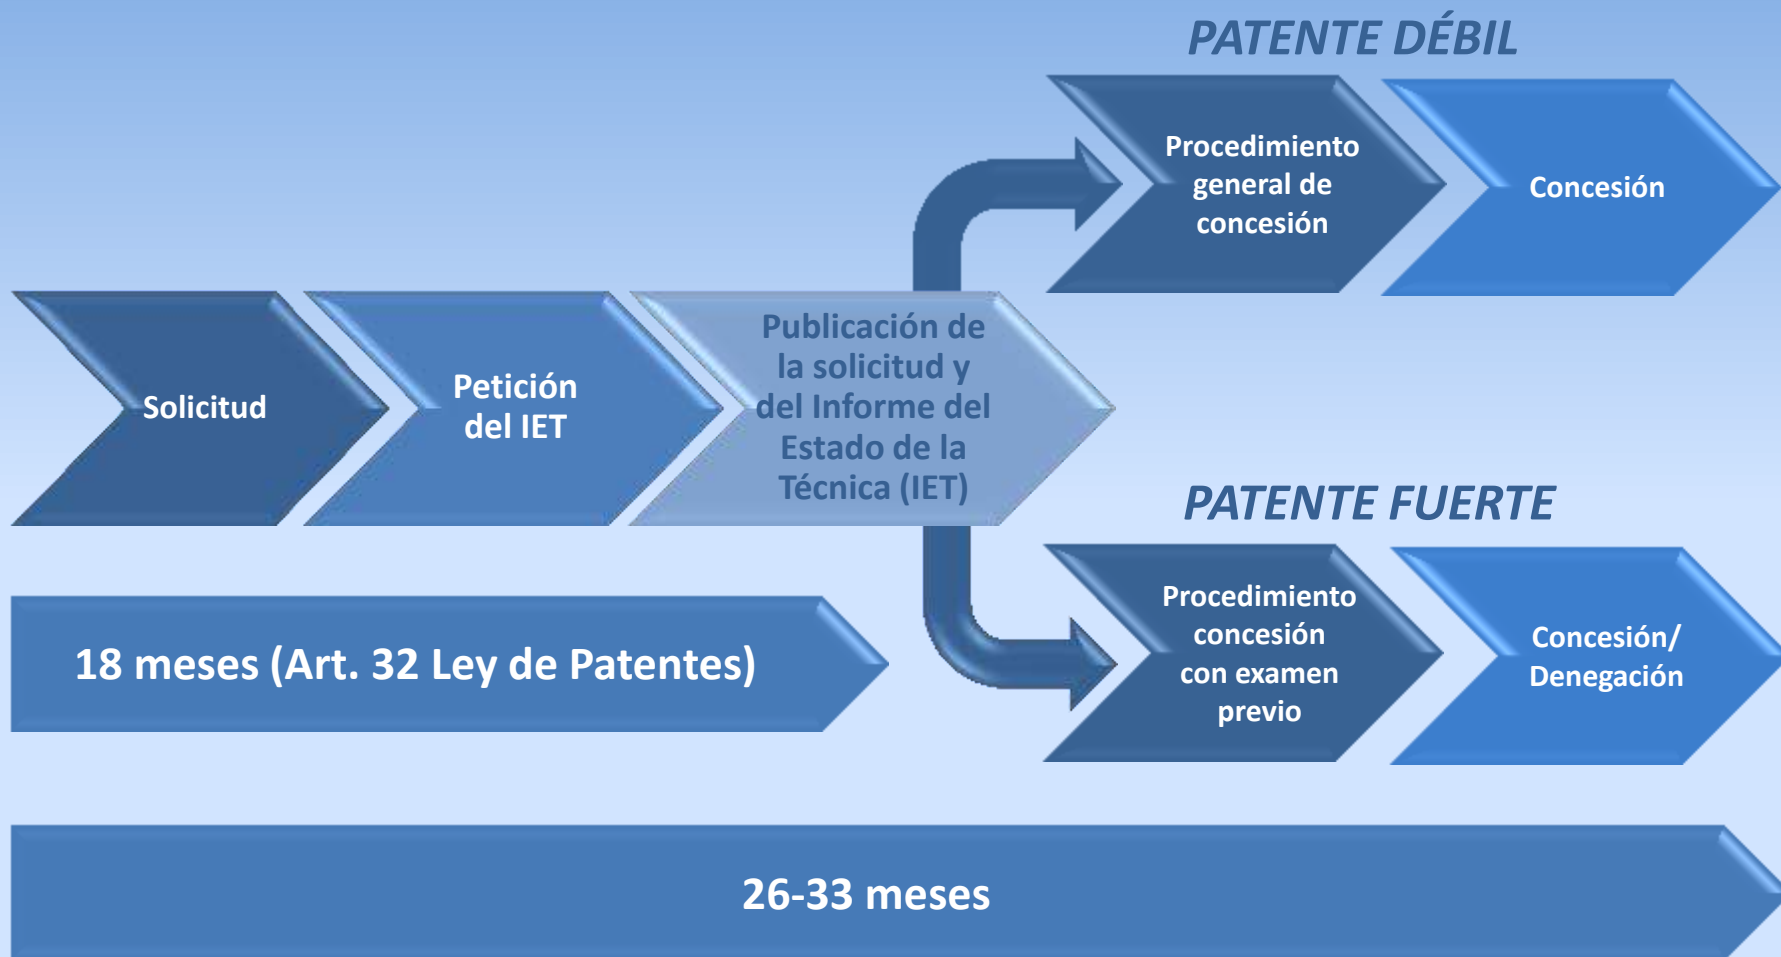 PATENTE DÉBIL
Procedimiento
general de
concesión
Concesión
Solicitud
Petición
del IET
Publicación de
la solicitud y
del Informe del
Estado de la
Técnica (IET)
PATENTE FUERTE
Procedimiento
concesión
con examen
previo
Concesión/
Denegación
18 meses (Art. 32 Ley de Patentes)
26-33 meses